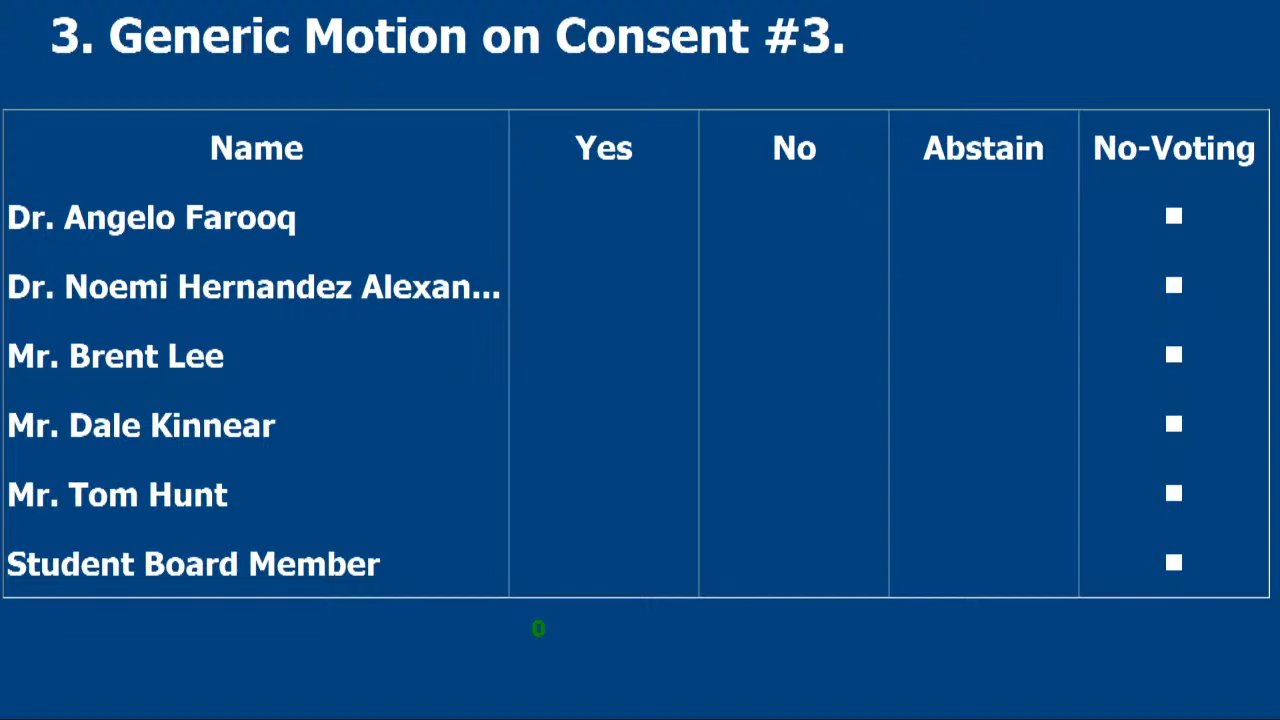 3. Generic Motion on Consent #3.
Name Yes No Abstain No-Voting
Dr. Angelo Farooq
Dr. Noemi Hernandez Alexan...
Mr. Brent Lee
Mr. Dale Kinnear
Mr. Tom Hunt
Student Board Member
0